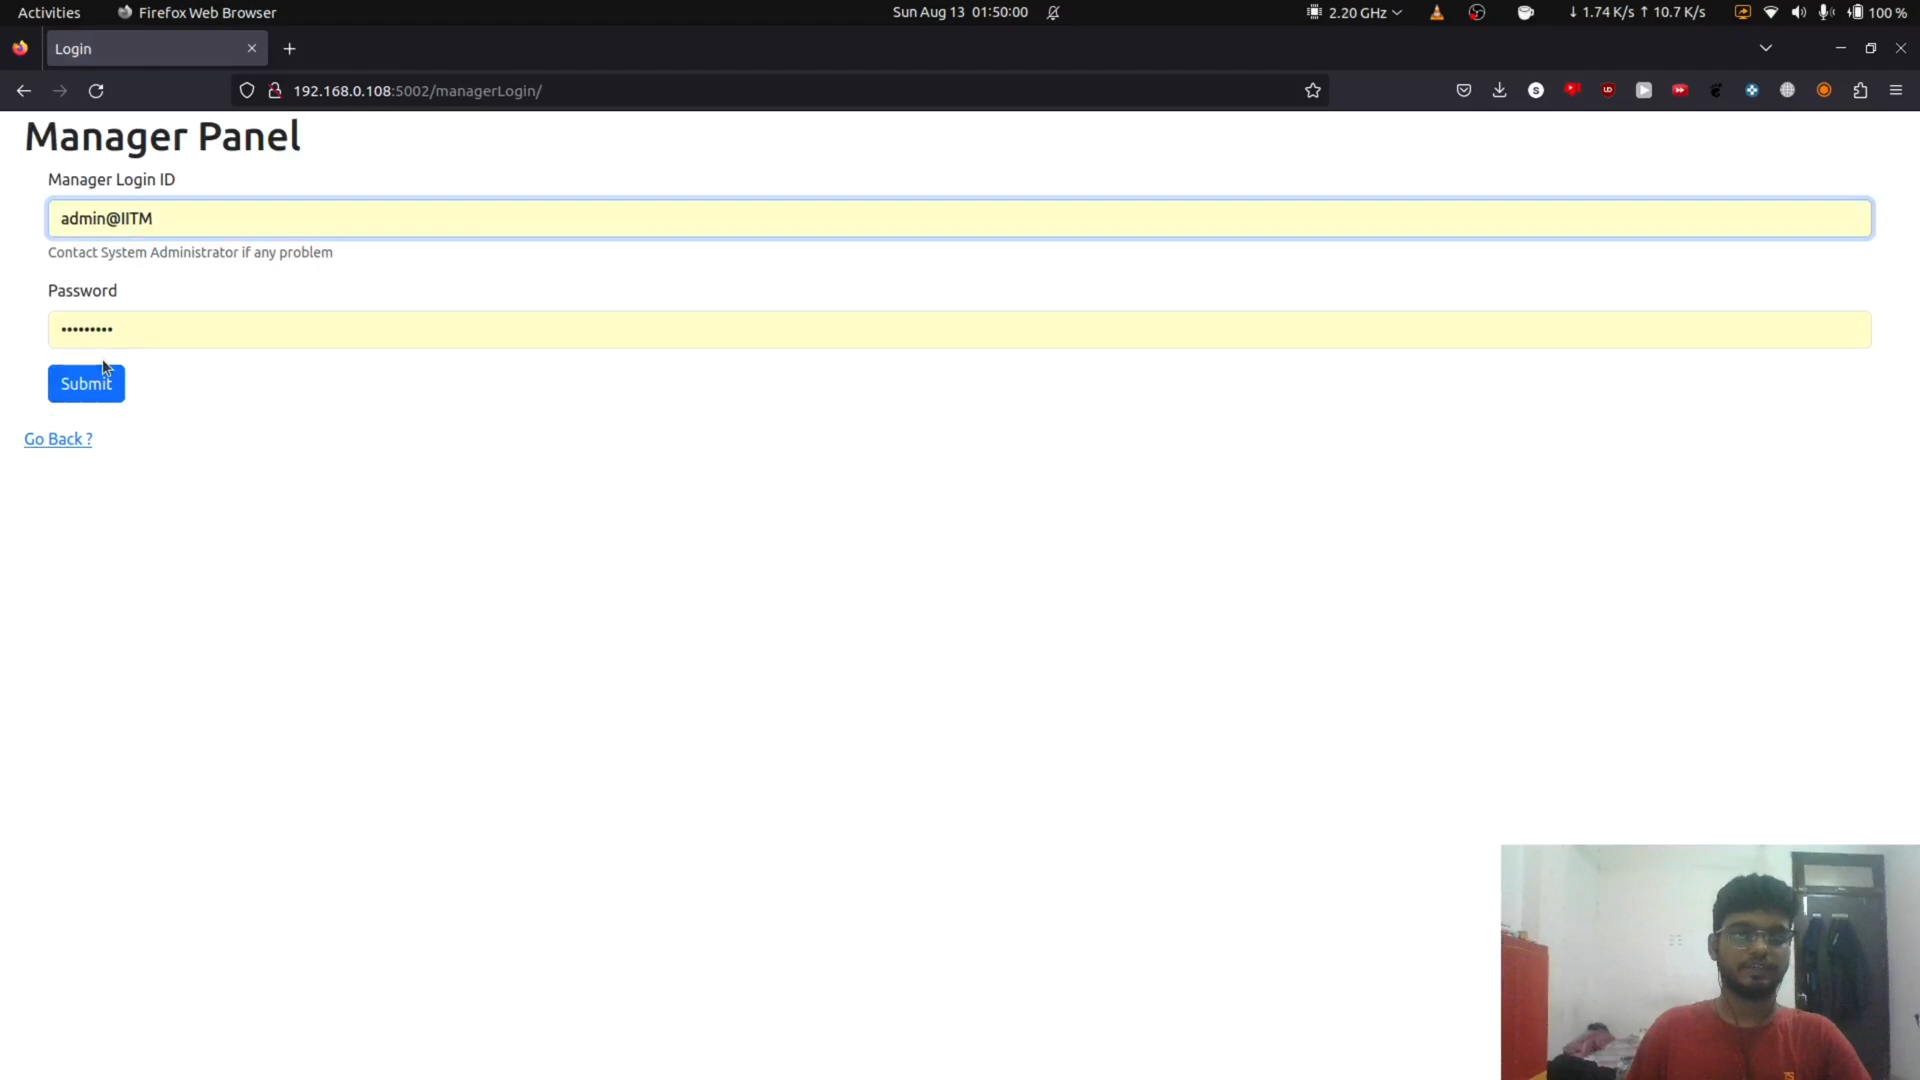 Activities
Firefox Web Browser
Sun Aug 13 01:50:00
2.20 GHz
↓ 1.74 K/s ↑ 10.7 K/s
100 %
Login
192.168.0.108:5002/managerLogin/
Manager Panel
Manager Login ID
admin@IITM
Contact System Administrator if any problem
Password
•••••••••
Submit
Go Back ?